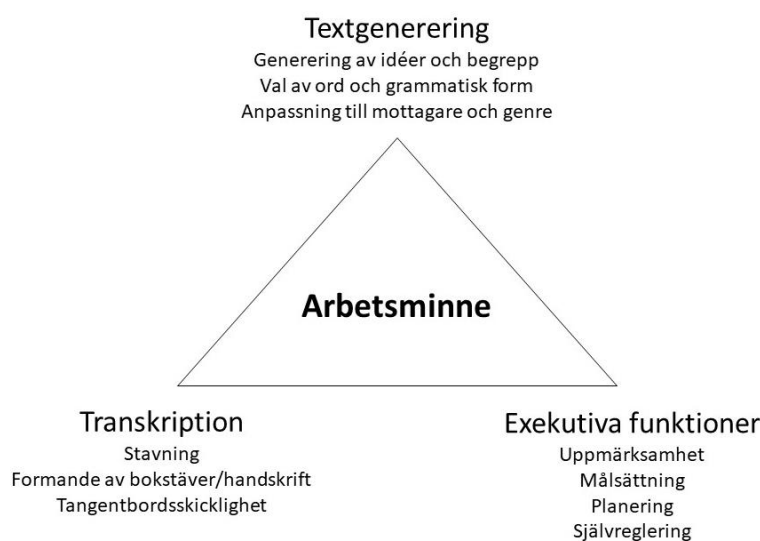 Textgenerering
Generering av idéer och begrepp
Val av ord och grammatisk form
Anpassning till mottagare och genre
Arbetsminne
Transkription
Stavning
Formande av bokstäver/handskrift
Tangentbordsskicklighet
Exekutiva funktioner
Uppmärksamhet
Målsättning
Planering
Självreglering